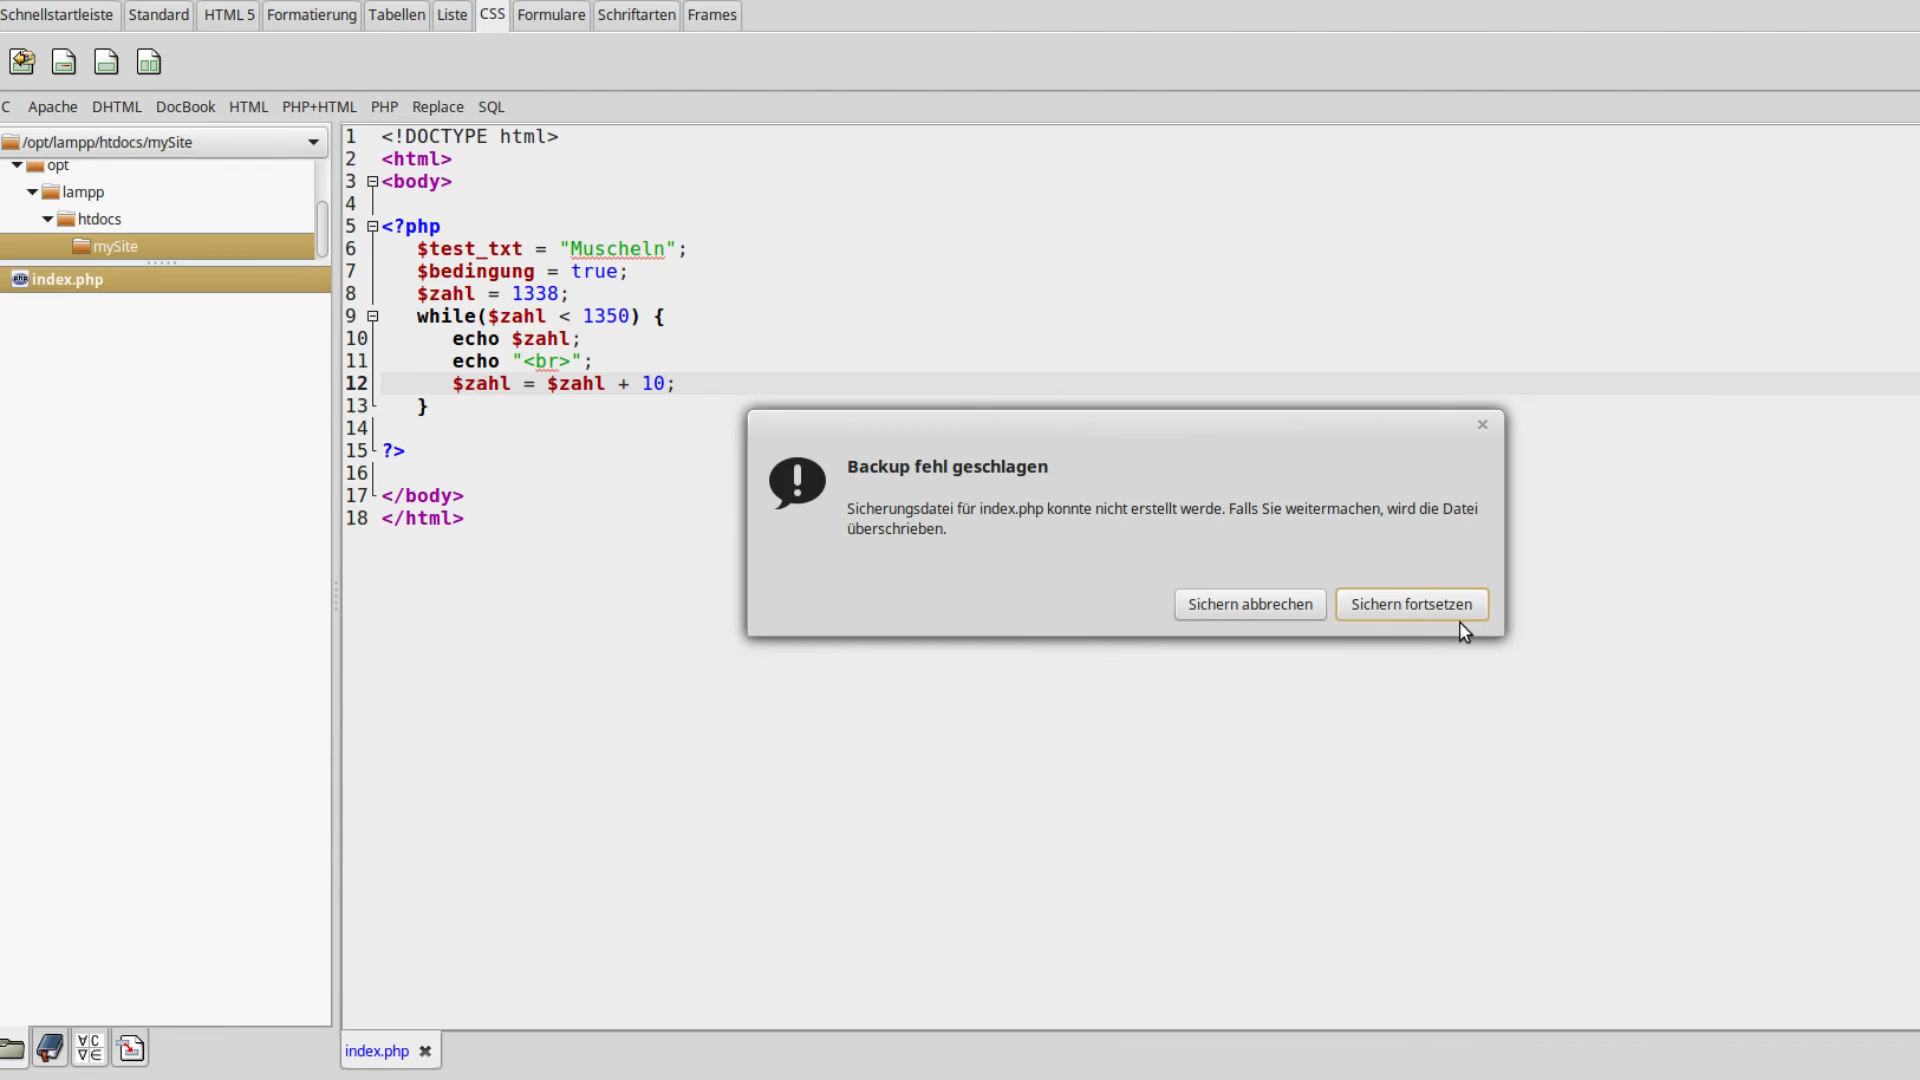 Schnellstartleiste Standard HTML 5 Formatierung Tabellen Liste CSS Formulare Schriftarten Frames
C Apache DHTML DocBook HTML PHP+HTML PHP Replace SQL
/opt/lampp/htdocs/mySite
opt
lampp
htdocs
mySite
index.php
1 <!DOCTYPE html>
2 <html>
3 <body>
4
5 <?php
6 $test_txt = "Muscheln";
7 $bedingung = true;
8 $zahl = 1338;
9 while($zahl < 1350) {
10 echo $zahl;
11 echo "<br>";
12 $zahl = $zahl + 10;
13 }
14
15 ?>
16
17 </body>
18 </html>
Backup fehl geschlagen
Sicherungsdatei für index.php konnte nicht erstellt werde. Falls Sie weitermachen, wird die Datei
überschrieben.
Sichern abbrechen Sichern fortsetzen
∀C
∇∈
index.php